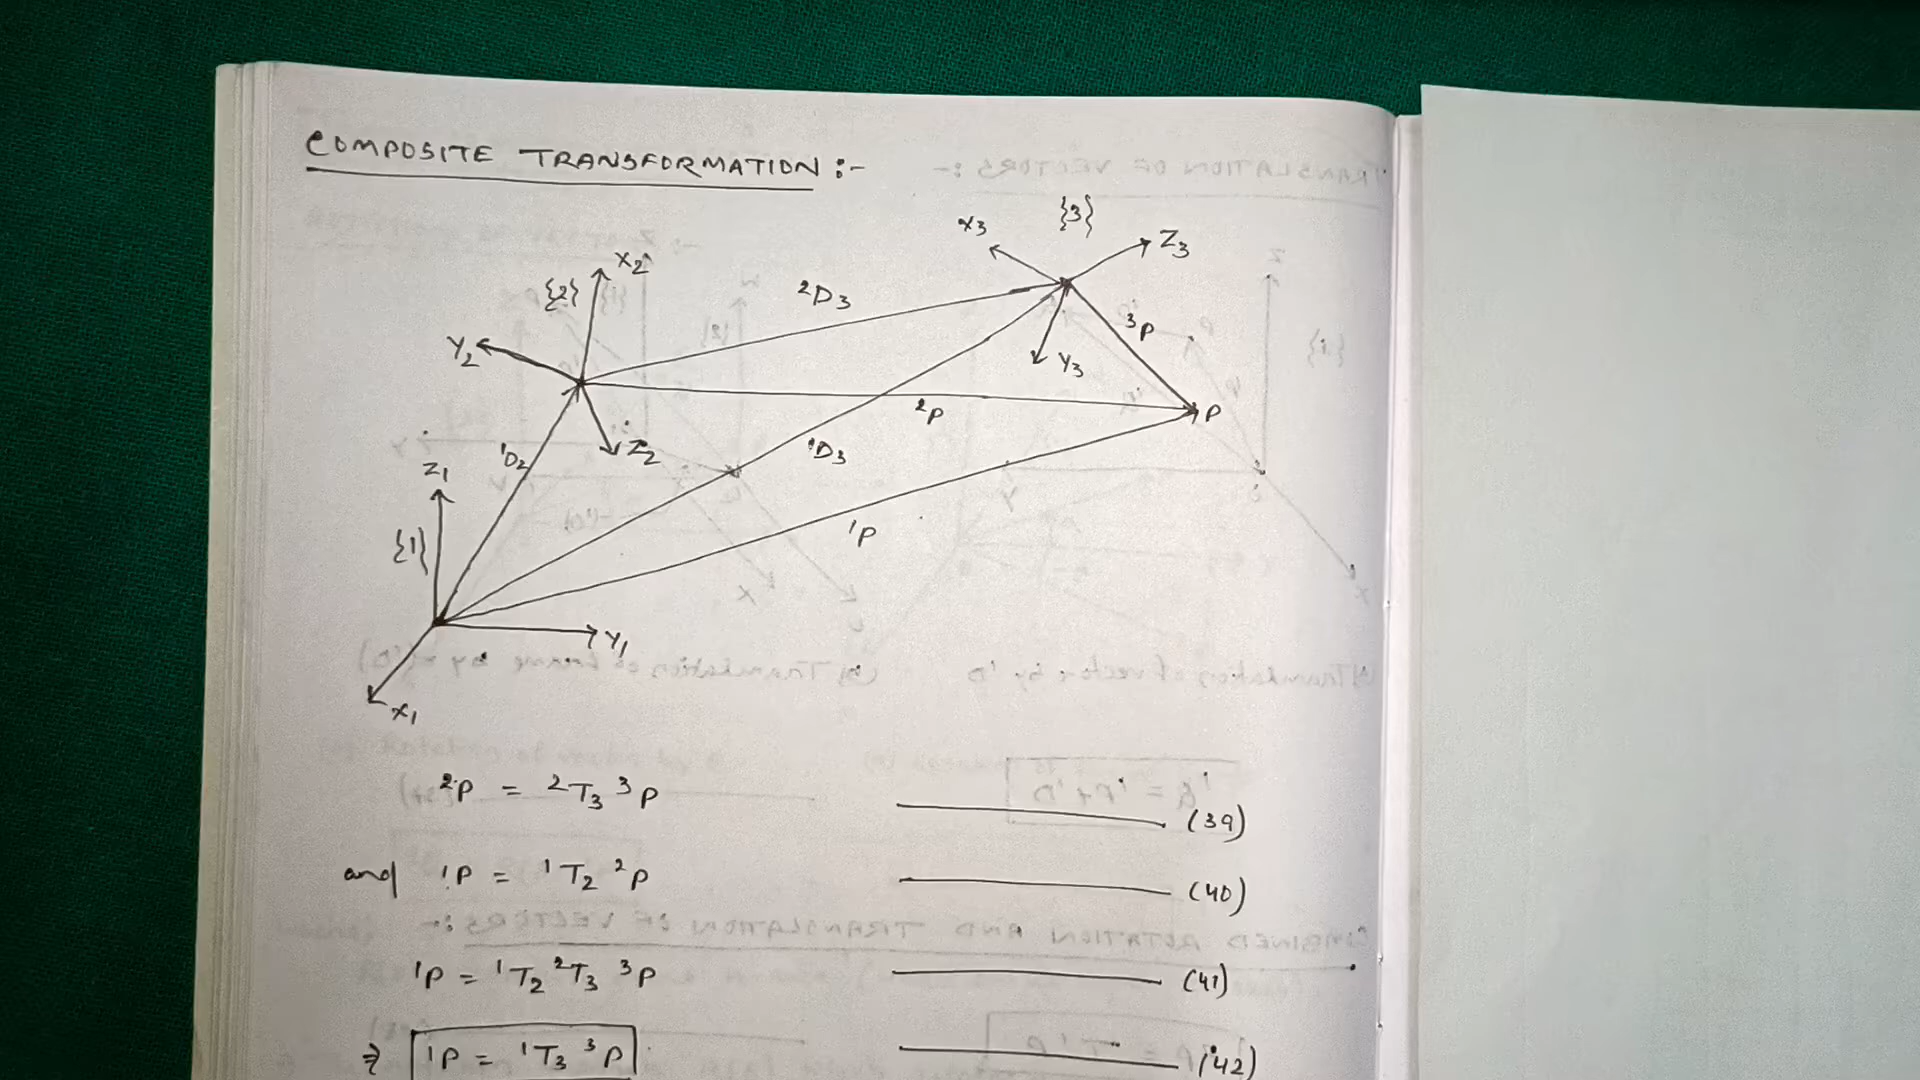 COMPOSITE TRANSFORMATION :-
{3}
X3
Z3
X2
{2}
²D3
³P
Y2
Y3
²P
P
Z2
¹D3
¹D2
Z1
¹P
{1}
Y1
X1
²P = ²T3 ³P (39)
and ¹P = ¹T2 ²P (40)
¹P = ¹T2 ²T3 ³P (41)
⇒ ¹P = ¹T3 ³P (42)